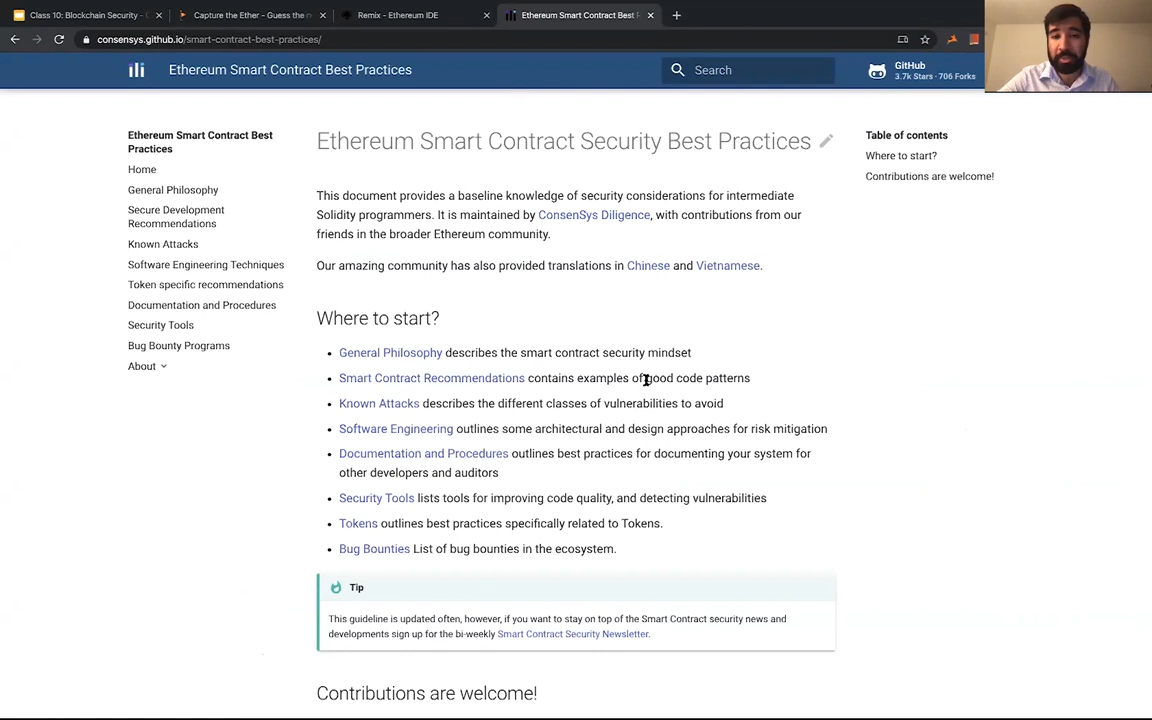 Class 10: Blockchain Security -
Capture the Ether - Guess the
Remix - Ethereum IDE
Ethereum Smart Contract Best
consensys.github.io/smart-contract-best-practices/
Ethereum Smart Contract Best Practices
Search
GitHub
3.7k Stars · 706 Forks
Ethereum Smart Contract Best
Practices
Home
General Philosophy
Secure Development
Recommendations
Known Attacks
Software Engineering Techniques
Token specific recommendations
Documentation and Procedures
Security Tools
Bug Bounty Programs
About
Ethereum Smart Contract Security Best Practices
This document provides a baseline knowledge of security considerations for intermediate
Solidity programmers. It is maintained by ConsenSys Diligence, with contributions from our
friends in the broader Ethereum community.
Our amazing community has also provided translations in Chinese and Vietnamese.
Where to start?
• General Philosophy describes the smart contract security mindset
• Smart Contract Recommendations contains examples of good code patterns
• Known Attacks describes the different classes of vulnerabilities to avoid
• Software Engineering outlines some architectural and design approaches for risk mitigation
• Documentation and Procedures outlines best practices for documenting your system for
other developers and auditors
• Security Tools lists tools for improving code quality, and detecting vulnerabilities
• Tokens outlines best practices specifically related to Tokens.
• Bug Bounties List of bug bounties in the ecosystem.
Tip
This guideline is updated often, however, if you want to stay on top of the Smart Contract security news and
developments sign up for the bi-weekly Smart Contract Security Newsletter.
Contributions are welcome!
Table of contents
Where to start?
Contributions are welcome!